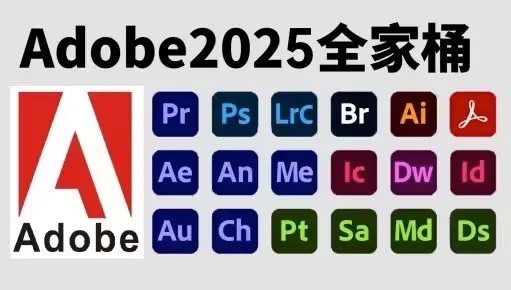 Adobe2025全家桶
Pr Ps LrC Br Ai
Ae An Me Ic Dw Id
Adobe
Au Ch Pt Sa Md Ds